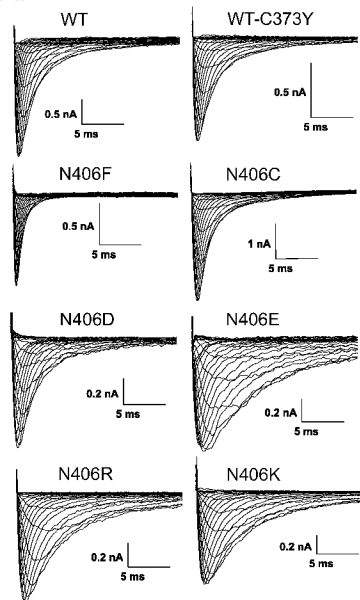 WT
WT-C373Y
0.5 nA
5 ms
0.5 nA
5 ms
N406F
N406C
0.5 nA
5 ms
1 nA
5 ms
N406D
N406E
0.2 nA
5 ms
0.2 nA
5 ms
N406R
N406K
0.2 nA
5 ms
0.2 nA
5 ms